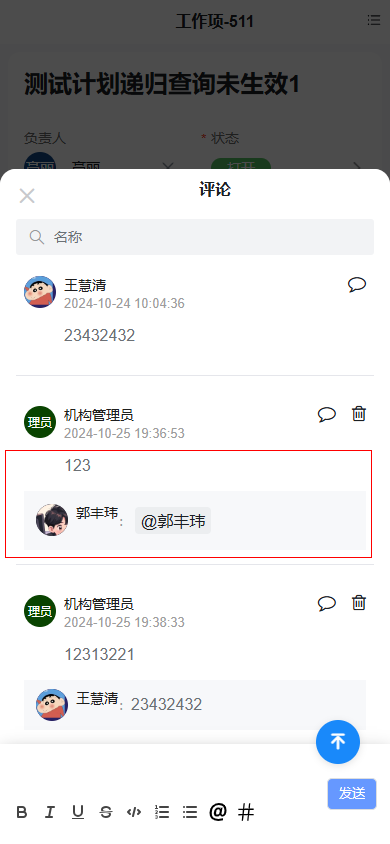 工作项-511
测试计划递归查询未生效1
负责人
* 状态
亮丽
亮丽
打开
评论
名称
王慧清
2024-10-24 10:04:36
23432432
理员
机构管理员
2024-10-25 19:36:53
123
郭丰玮：
@郭丰玮
理员
机构管理员
2024-10-25 19:38:33
12313221
王慧清：
23432432
发送
B I U S @ #